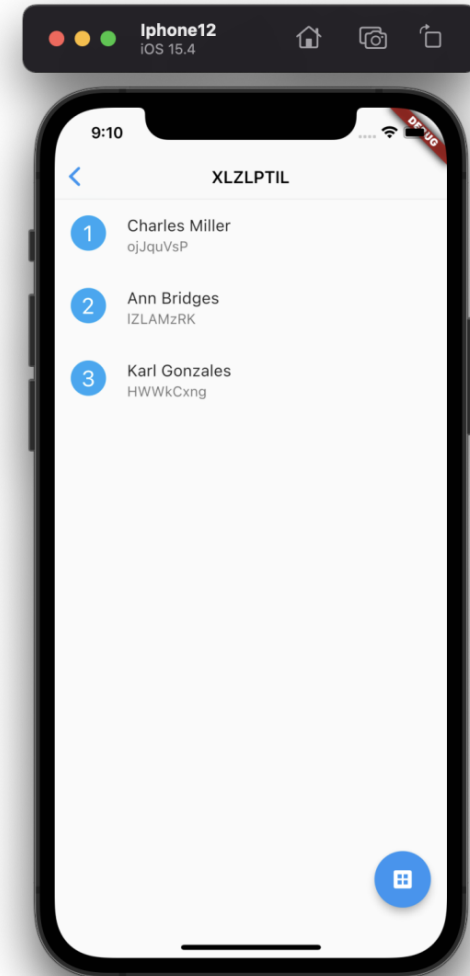 Iphone12
iOS 15.4
9:10
DEBUG
XLZLPTIL
1
Charles Miller
ojJquVsP
2
Ann Bridges
IZLAMzRK
3
Karl Gonzales
HWWkCxng